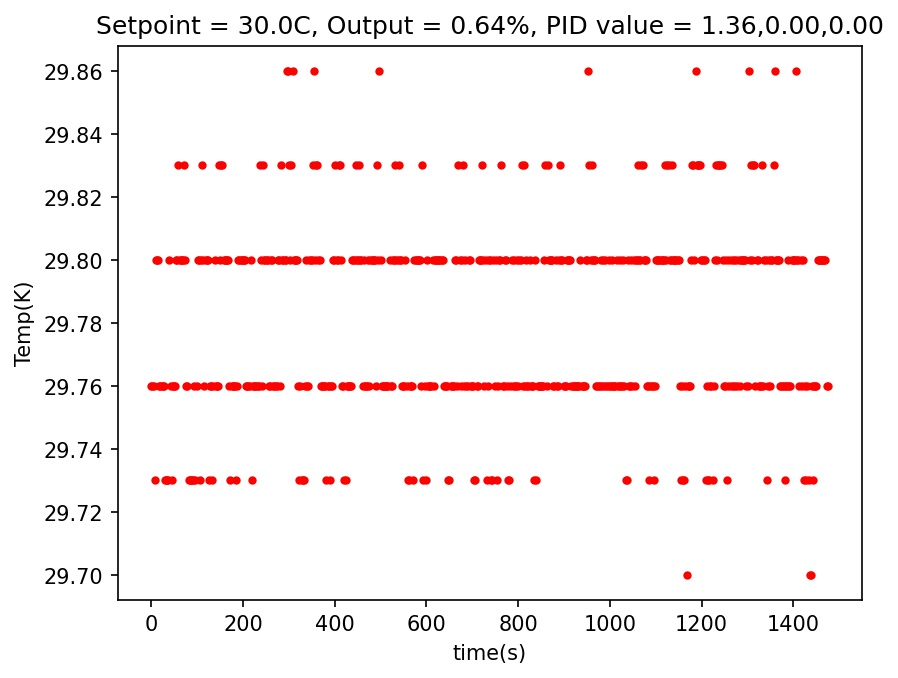 Setpoint = 30.0C, Output = 0.64%, PID value = 1.36,0.00,0.00
29.86
29.84
29.82
29.80
29.78
29.76
29.74
29.72
29.70
Temp(K)
0 200 400 600 800 1000 1200 1400
time(s)